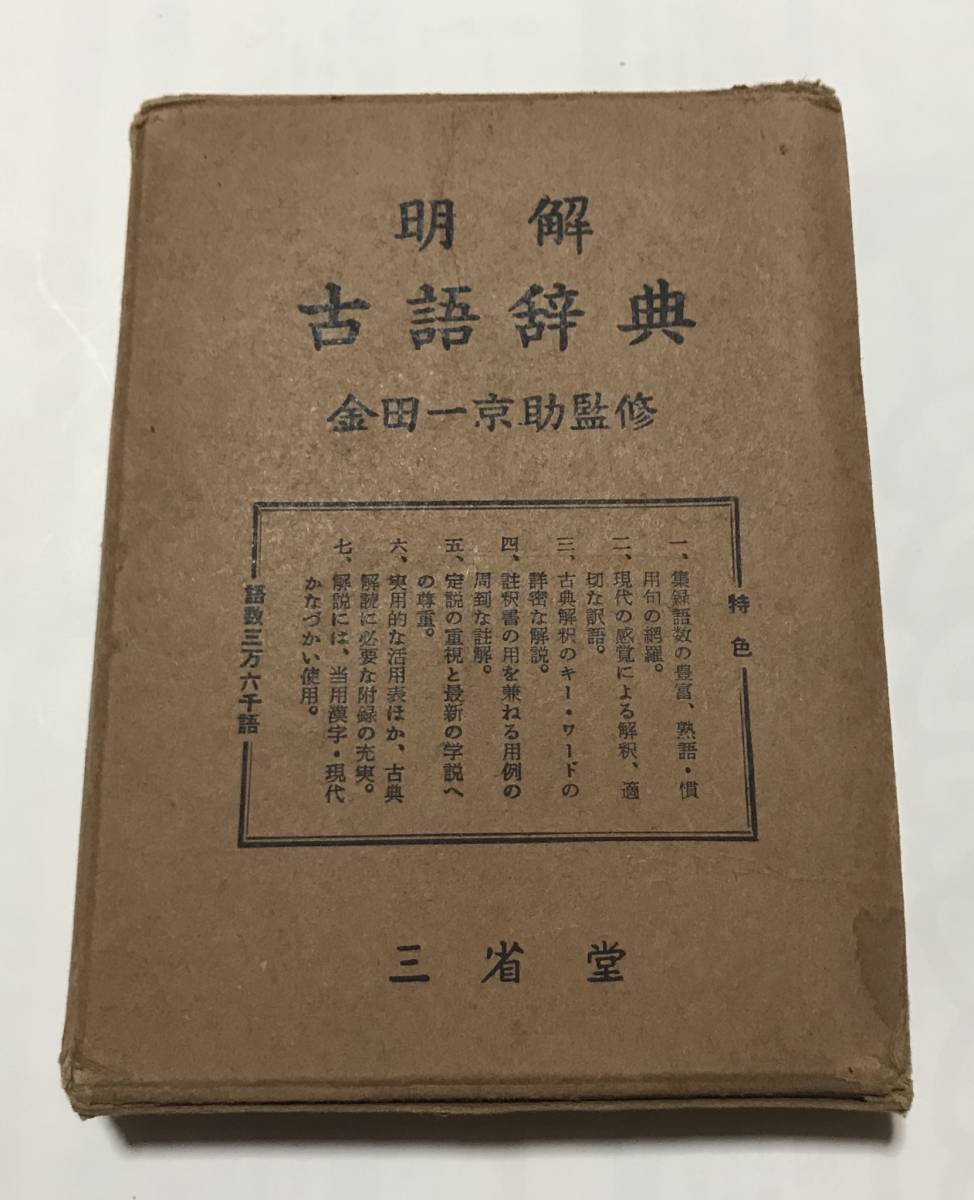 明解
古語辞典
金田一京助監修
特色
一、集録語数の豊富、熟語・慣
用句の網羅。
二、現代の感覚による解釈、適
切な訳語。
三、古典解釈のキー・ワードの
詳密な解説。
四、註釈書の用を兼ねる用例の
周到な註解。
五、定説の重視と最新の学説へ
の尊重。
六、実用的な活用表ほか、古典
解読に必要な附録の充実。
七、解説には、当用漢字・現代
かなづかい使用。
語数三万六千語
三省堂